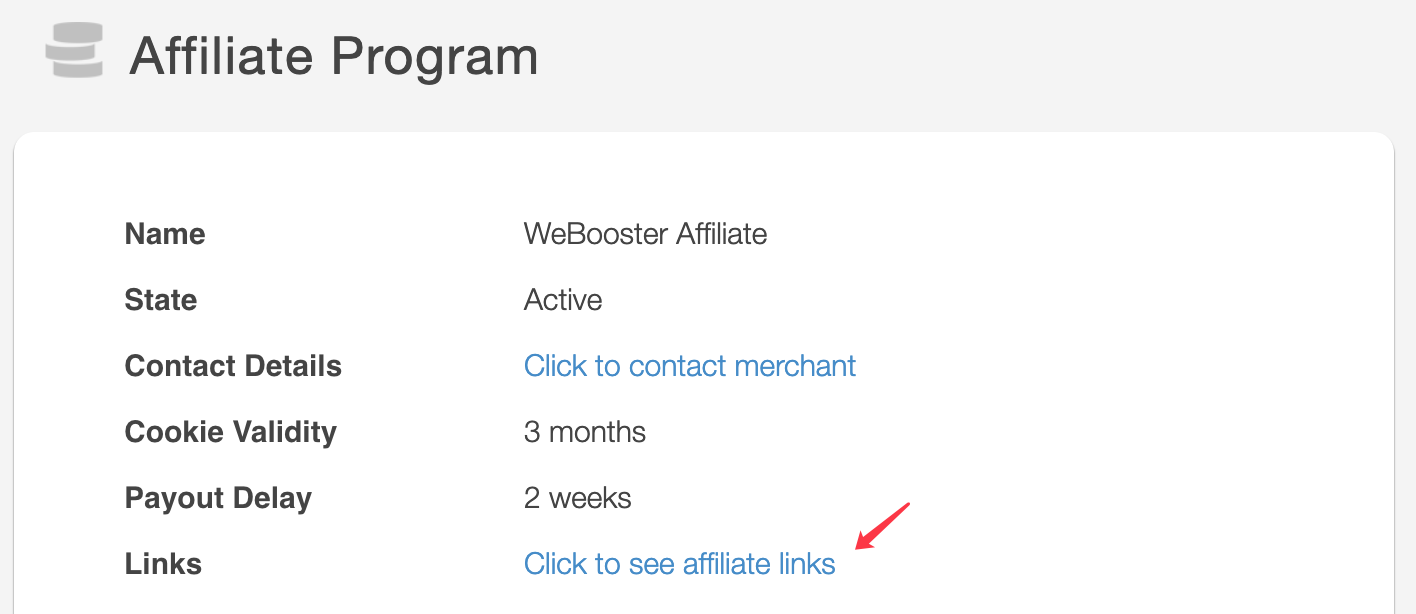 Affiliate Program
Name WeBooster Affiliate
State Active
Contact Details Click to contact merchant
Cookie Validity 3 months
Payout Delay 2 weeks
Links Click to see affiliate links